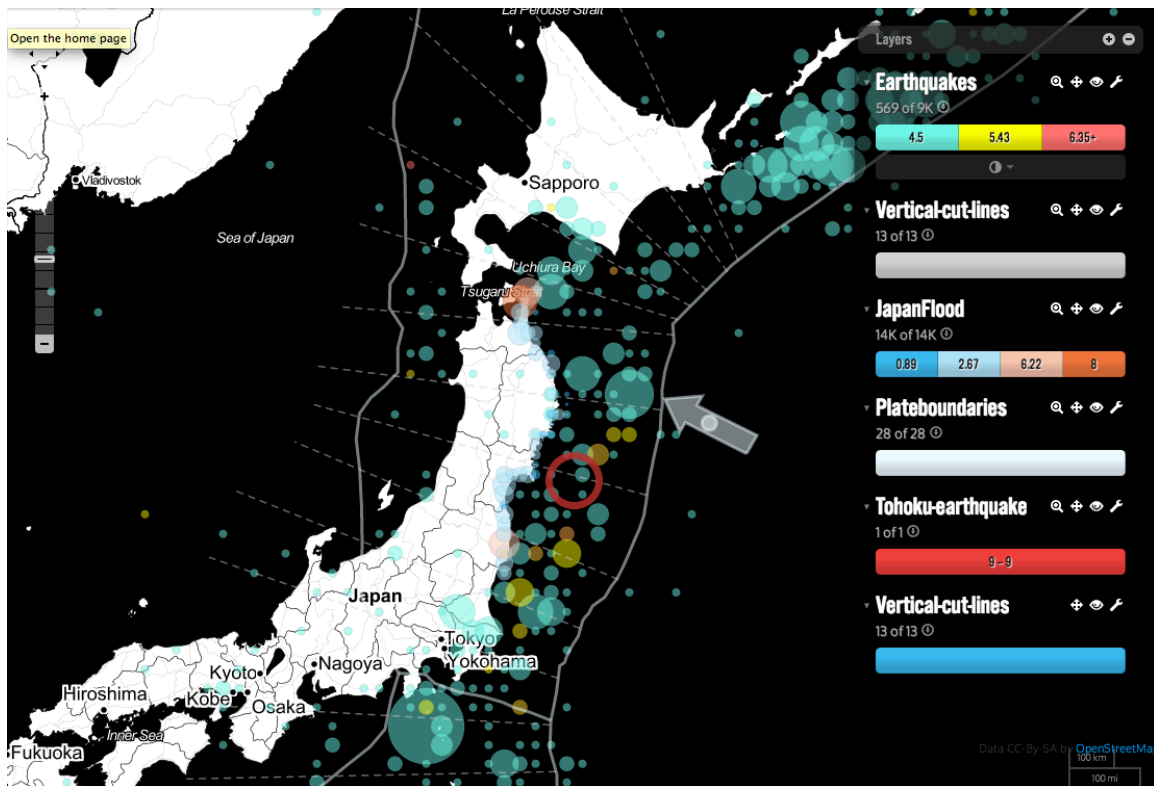 La Perouse Strait
Open the home page
Vladivostok
Sapporo
Sea of Japan
Uchiura Bay
Tsugaru Strait
Japan
Tokyo
Yokohama
Nagoya
Kyoto
Kobe
Osaka
Hiroshima
Inner Sea
Fukuoka
Layers
Earthquakes
569 of 9K
4.5 5.43 6.35+
Vertical-cut-lines
13 of 13
JapanFlood
14K of 14K
0.89 2.67 6.22 8
Plateboundaries
28 of 28
Tohoku-earthquake
1 of 1
9 - 9
Vertical-cut-lines
13 of 13
Data CC-By-SA by OpenStreetMa
100 km
100 mi